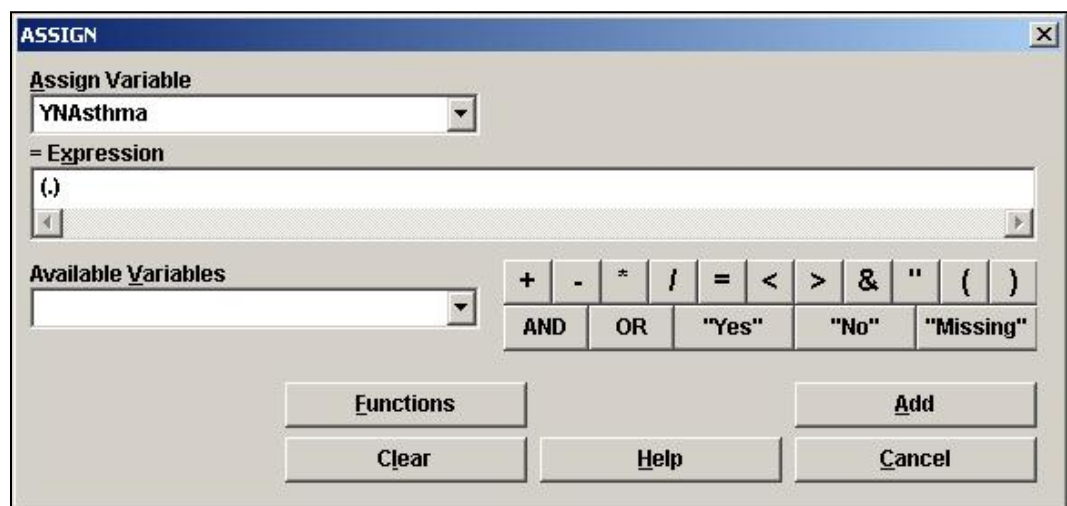 ASSIGN
Assign Variable
YNAsthma
= Expression
(.)
Available Variables
+ - * / = < > & " ( )
AND OR "Yes" "No" "Missing"
Functions Add
Clear Help Cancel